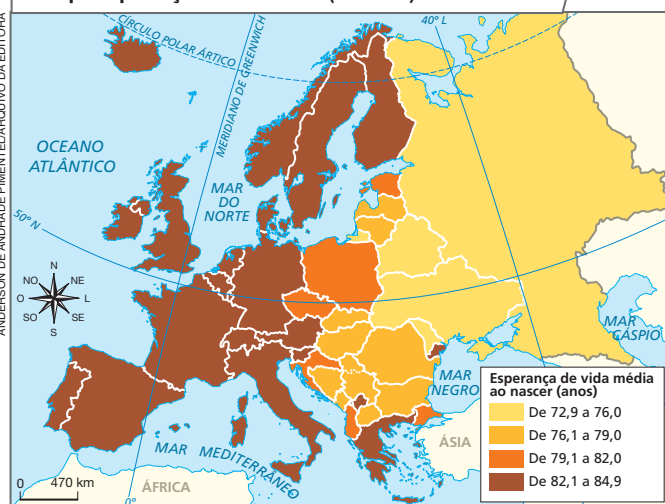 CÍRCULO POLAR ÁRTICO
MERIDIANO DE GREENWICH
40° L
ANDERSON DE ANDRADE PIMENTEL/ARQUIVO DA EDITORA
OCEANO
ATLÂNTICO
MAR
DO
NORTE
50° N
N
NO
NE
O
L
SO
SE
S
MAR
CÁSPIO
MAR
NEGRO
Esperança de vida média
ao nascer (anos)
De 72,9 a 76,0
De 76,1 a 79,0
De 79,1 a 82,0
De 82,1 a 84,9
ÁSIA
MAR MEDITERRÂNEO
ÁFRICA
0 470 km
0°